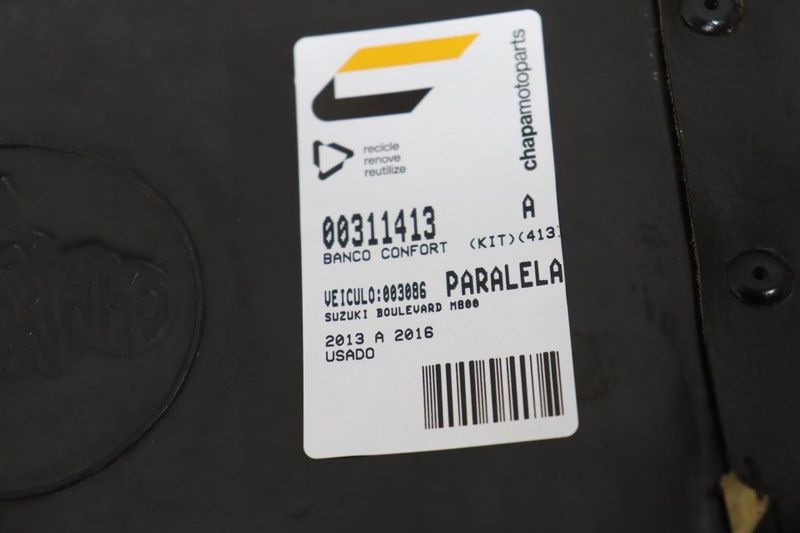 chapamotoparts
recicle
renove
reutilize
00311413 A
BANCO CONFORT (KIT)(413)
VEICULO:003086 PARALELA
SUZUKI BOULEVARD M800
2013 A 2016
USADO